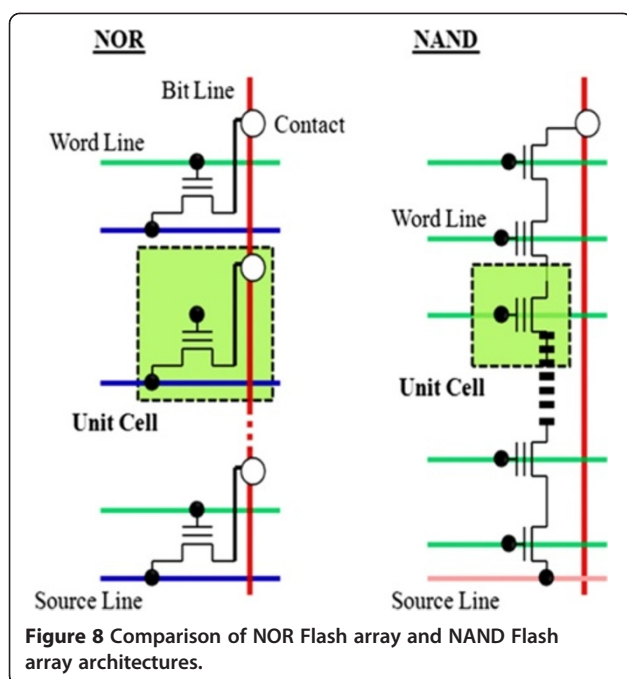 NOR
NAND
Bit Line
Contact
Word Line
Word Line
Unit Cell
Unit Cell
Source Line
Source Line
Figure 8 Comparison of NOR Flash array and NAND Flash
array architectures.